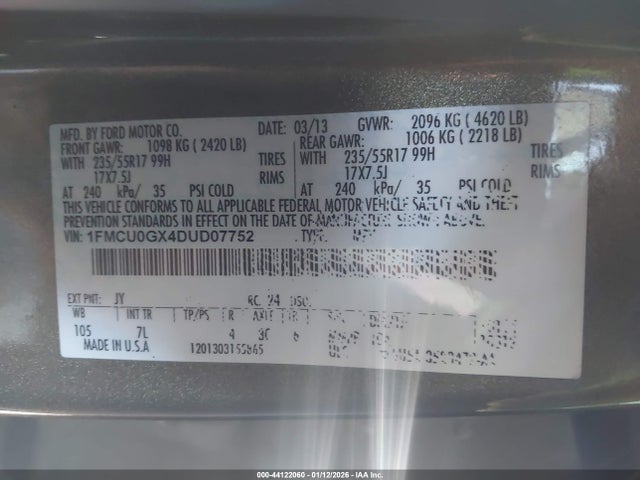 MFD. BY FORD MOTOR CO. DATE: 03/13 GVWR: 2096 KG ( 4620 LB)
FRONT GAWR: 1098 KG ( 2420 LB) REAR GAWR: 1006 KG ( 2218 LB)
WITH 235/55R17 99H TIRES WITH 235/55R17 99H TIRES
17X7.5J RIMS 17X7.5J RIMS
AT 240 kPa/ 35 PSI COLD AT 240 kPa/ 35 PSI COLD
THIS VEHICLE CONFORMS TO ALL APPLICABLE FEDERAL MOTOR VEHICLE SAFETY AND THEFT
PREVENTION STANDARDS IN EFFECT ON THE DATE OF MANUFACTURE SHOWN ABOVE.
VIN: 1FMCU0GX4DUD07752 TYPE:
EXT PNT: JY RC: 24 DSO:
WB INT TR TP/PS R AXLE TR
105 7L 4 6
MADE IN U.S.A
000-44122060 - 01/12/2026 - IAA Inc.